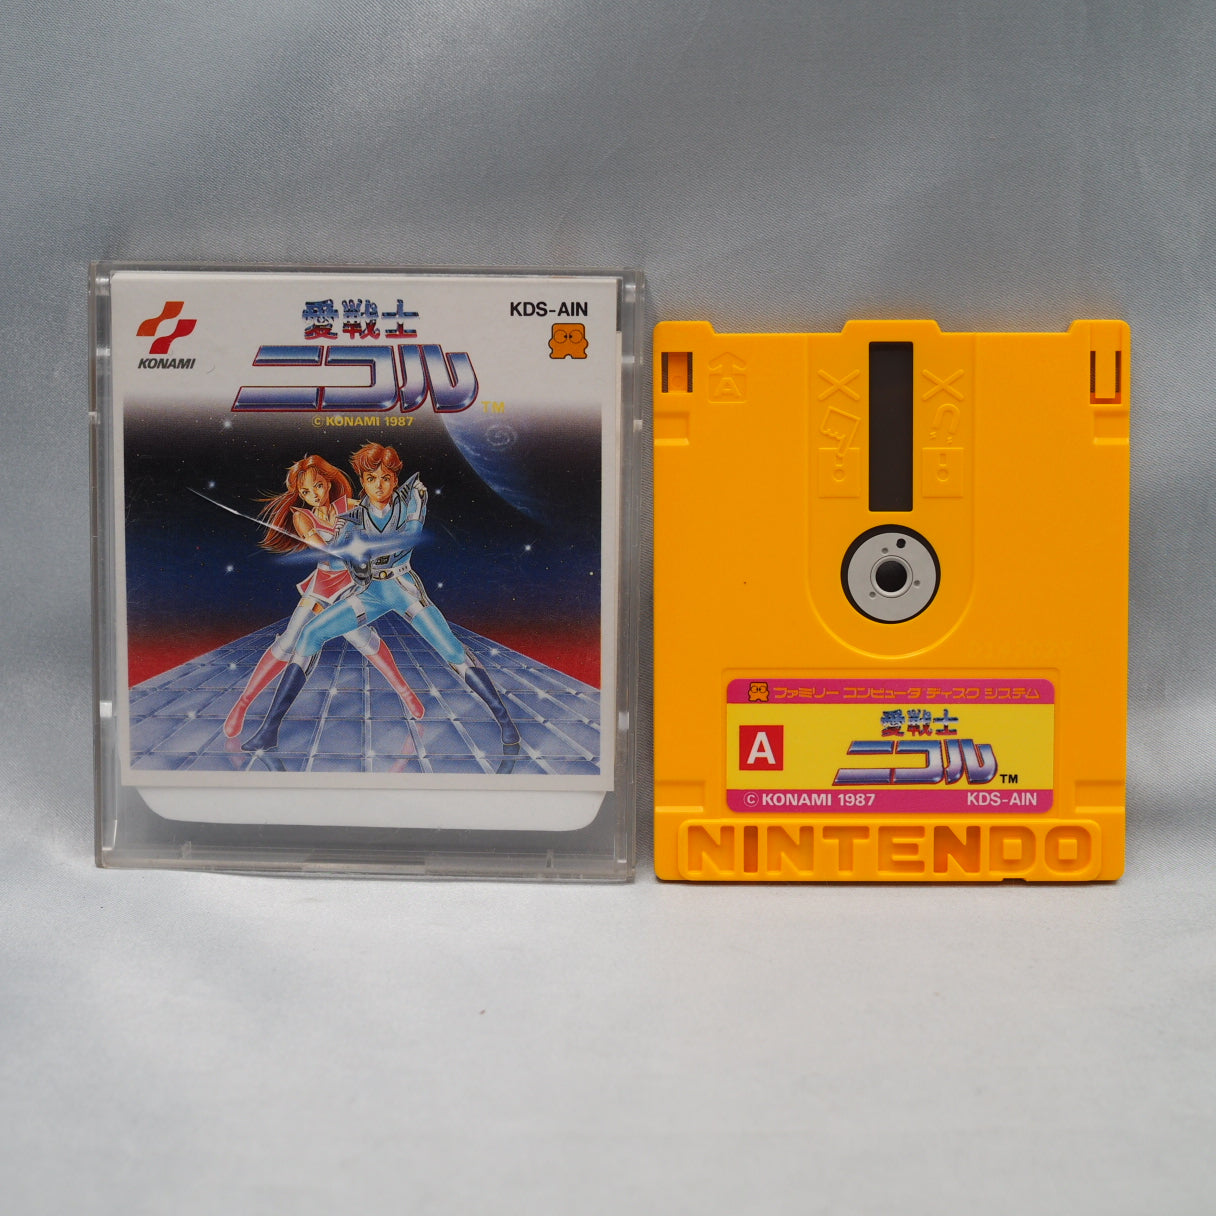 KONAMI
愛戦士
ニコル TM
© KONAMI 1987
KDS-AIN
A
ファミリー コンピュータ ディスク システム
A
愛戦士
ニコル TM
© KONAMI 1987 KDS-AIN
NINTENDO